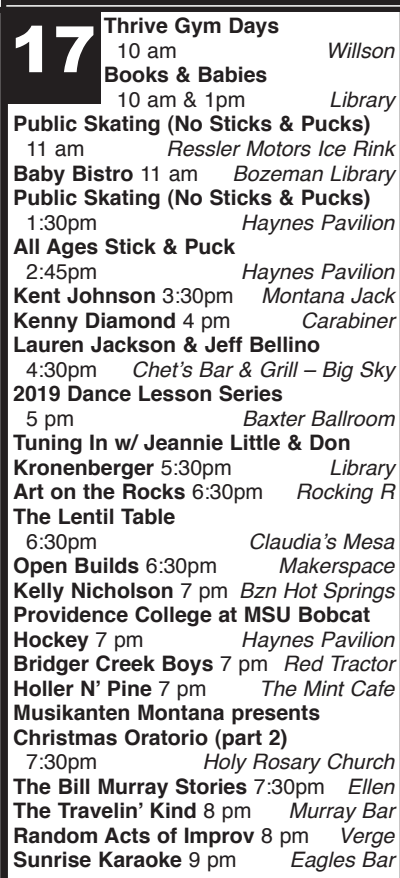 17
Thrive Gym Days
10 am Willson
Books & Babies
10 am & 1pm Library
Public Skating (No Sticks & Pucks)
11 am Ressler Motors Ice Rink
Baby Bistro 11 am Bozeman Library
Public Skating (No Sticks & Pucks)
1:30pm Haynes Pavilion
All Ages Stick & Puck
2:45pm Haynes Pavilion
Kent Johnson 3:30pm Montana Jack
Kenny Diamond 4 pm Carabiner
Lauren Jackson & Jeff Bellino
4:30pm Chet's Bar & Grill – Big Sky
2019 Dance Lesson Series
5 pm Baxter Ballroom
Tuning In w/ Jeannie Little & Don
Kronenberger 5:30pm Library
Art on the Rocks 6:30pm Rocking R
The Lentil Table
6:30pm Claudia's Mesa
Open Builds 6:30pm Makerspace
Kelly Nicholson 7 pm Bzn Hot Springs
Providence College at MSU Bobcat
Hockey 7 pm Haynes Pavilion
Bridger Creek Boys 7 pm Red Tractor
Holler N' Pine 7 pm The Mint Cafe
Musikanten Montana presents
Christmas Oratorio (part 2)
7:30pm Holy Rosary Church
The Bill Murray Stories 7:30pm Ellen
The Travelin' Kind 8 pm Murray Bar
Random Acts of Improv 8 pm Verge
Sunrise Karaoke 9 pm Eagles Bar